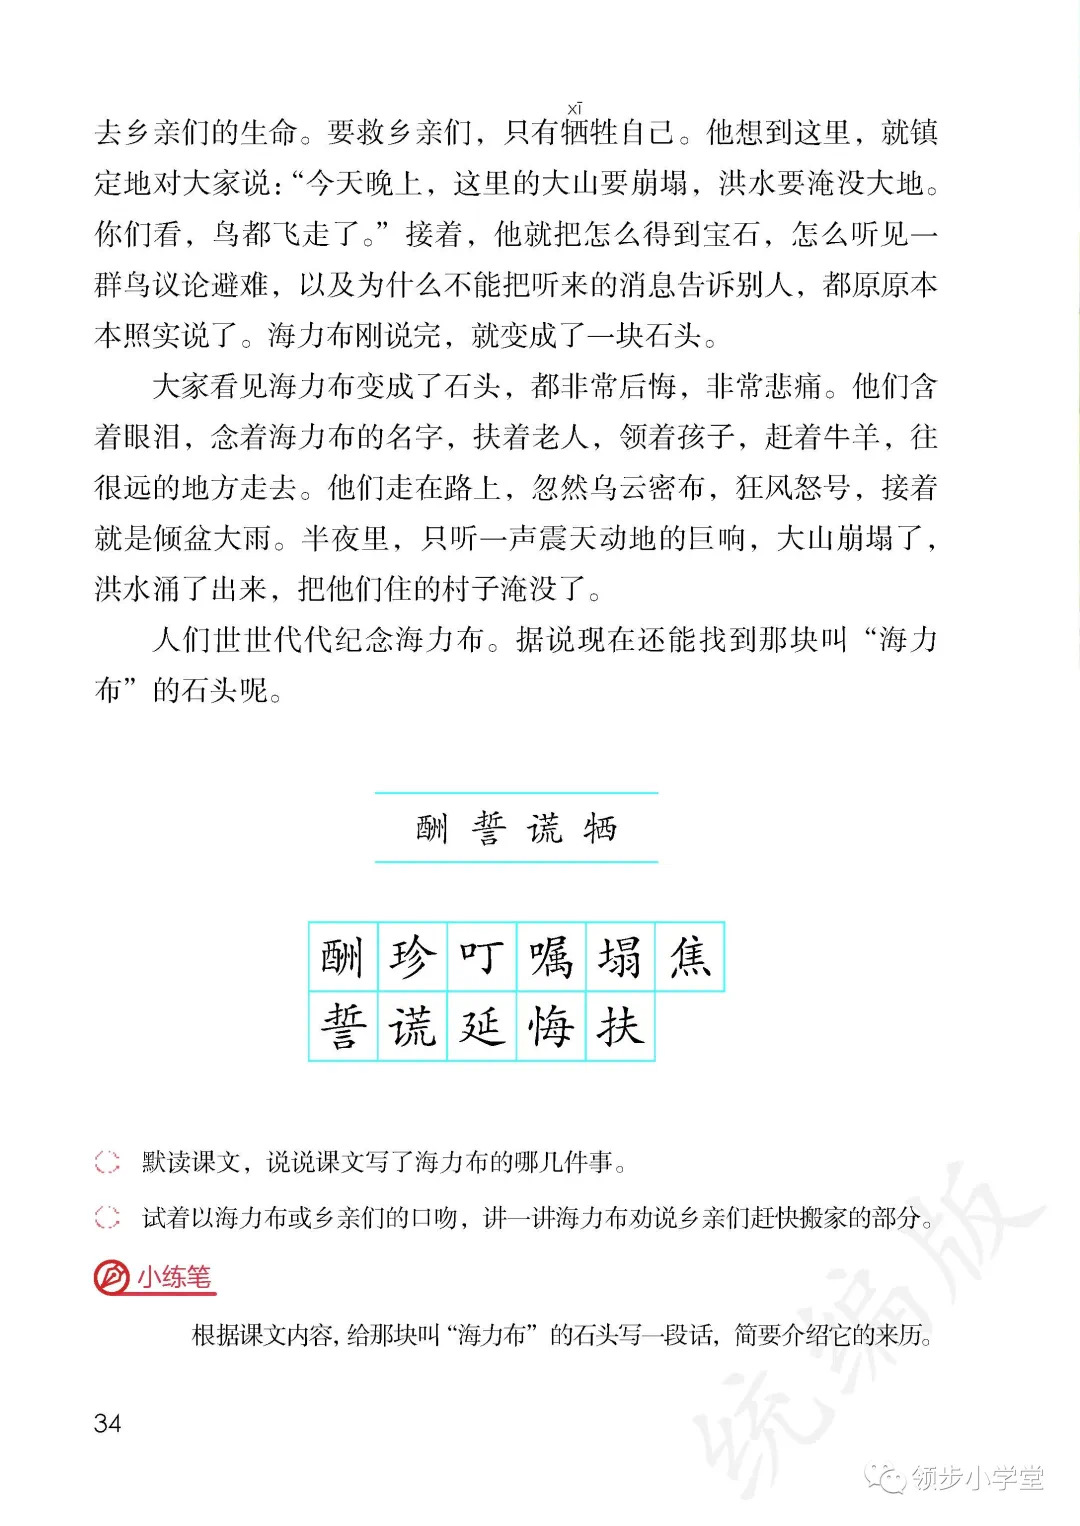 xī
去乡亲们的生命。要救乡亲们，只有牺牲自己。他想到这里，就镇
定地对大家说：“今天晚上，这里的大山要崩塌，洪水要淹没大地。
你们看，鸟都飞走了。”接着，他就把怎么得到宝石，怎么听见一
群鸟议论避难，以及为什么不能把听来的消息告诉别人，都原原本
本照实说了。海力布刚说完，就变成了一块石头。
大家看见海力布变成了石头，都非常后悔，非常悲痛。他们含
着眼泪，念着海力布的名字，扶着老人，领着孩子，赶着牛羊，往
很远的地方走去。他们走在路上，忽然乌云密布，狂风怒号，接着
就是倾盆大雨。半夜里，只听一声震天动地的巨响，大山崩塌了，
洪水涌了出来，把他们住的村子淹没了。
人们世世代代纪念海力布。据说现在还能找到那块叫“海力
布”的石头呢。
酬 誓 谎 牺
酬 珍 叮 嘱 塌 焦
誓 谎 延 悔 扶
默读课文，说说课文写了海力布的哪几件事。
试着以海力布或乡亲们的口吻，讲一讲海力布劝说乡亲们赶快搬家的部分。
小练笔
根据课文内容，给那块叫“海力布”的石头写一段话，简要介绍它的来历。
34
统编版
领步小学堂